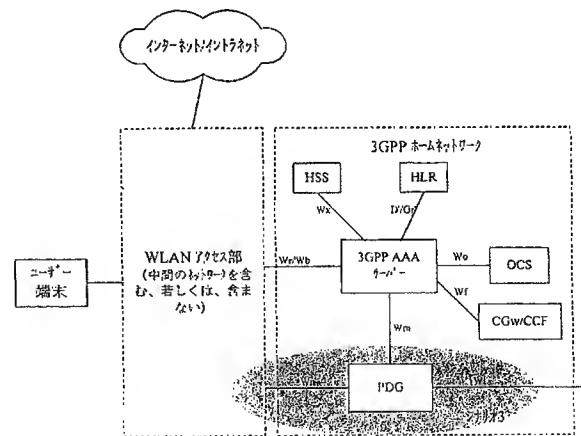 インターネット/イントラネット
3GPP ホームネットワーク
HSS
HLR
Wx
D'/Gr'
WLAN アクセス部
(中間のネットワークを含
む、若しくは、含ま
ない)
Wr/Wb
3GPP AAA
サーバー
Wo
OCS
ユーザー
端末
Wf
CGw/CCF
Wm
PDG